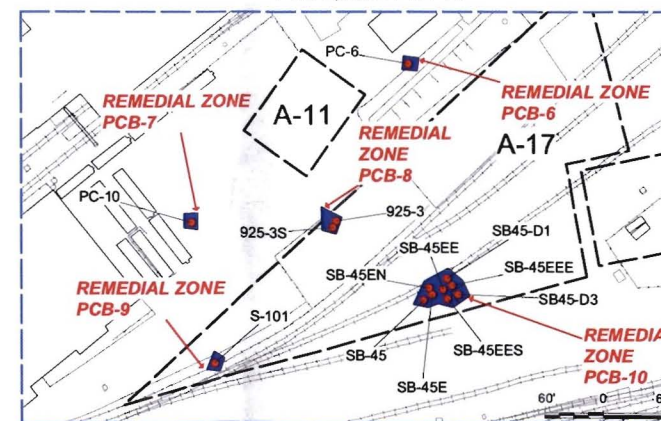 PC-6
REMEDIAL ZONE
PCB-6
REMEDIAL ZONE
PCB-7
A-11
REMEDIAL
ZONE
PCB-8
A-17
PC-10
925-3
925-3S
SB-45EE
SB45-D1
SB-45EN
SB-45EEE
REMEDIAL ZONE
PCB-9
SB45-D3
S-101
SB-45
SB-45EES
SB-45E
REMEDIA
ZONE
PCB-10
60'
0
6